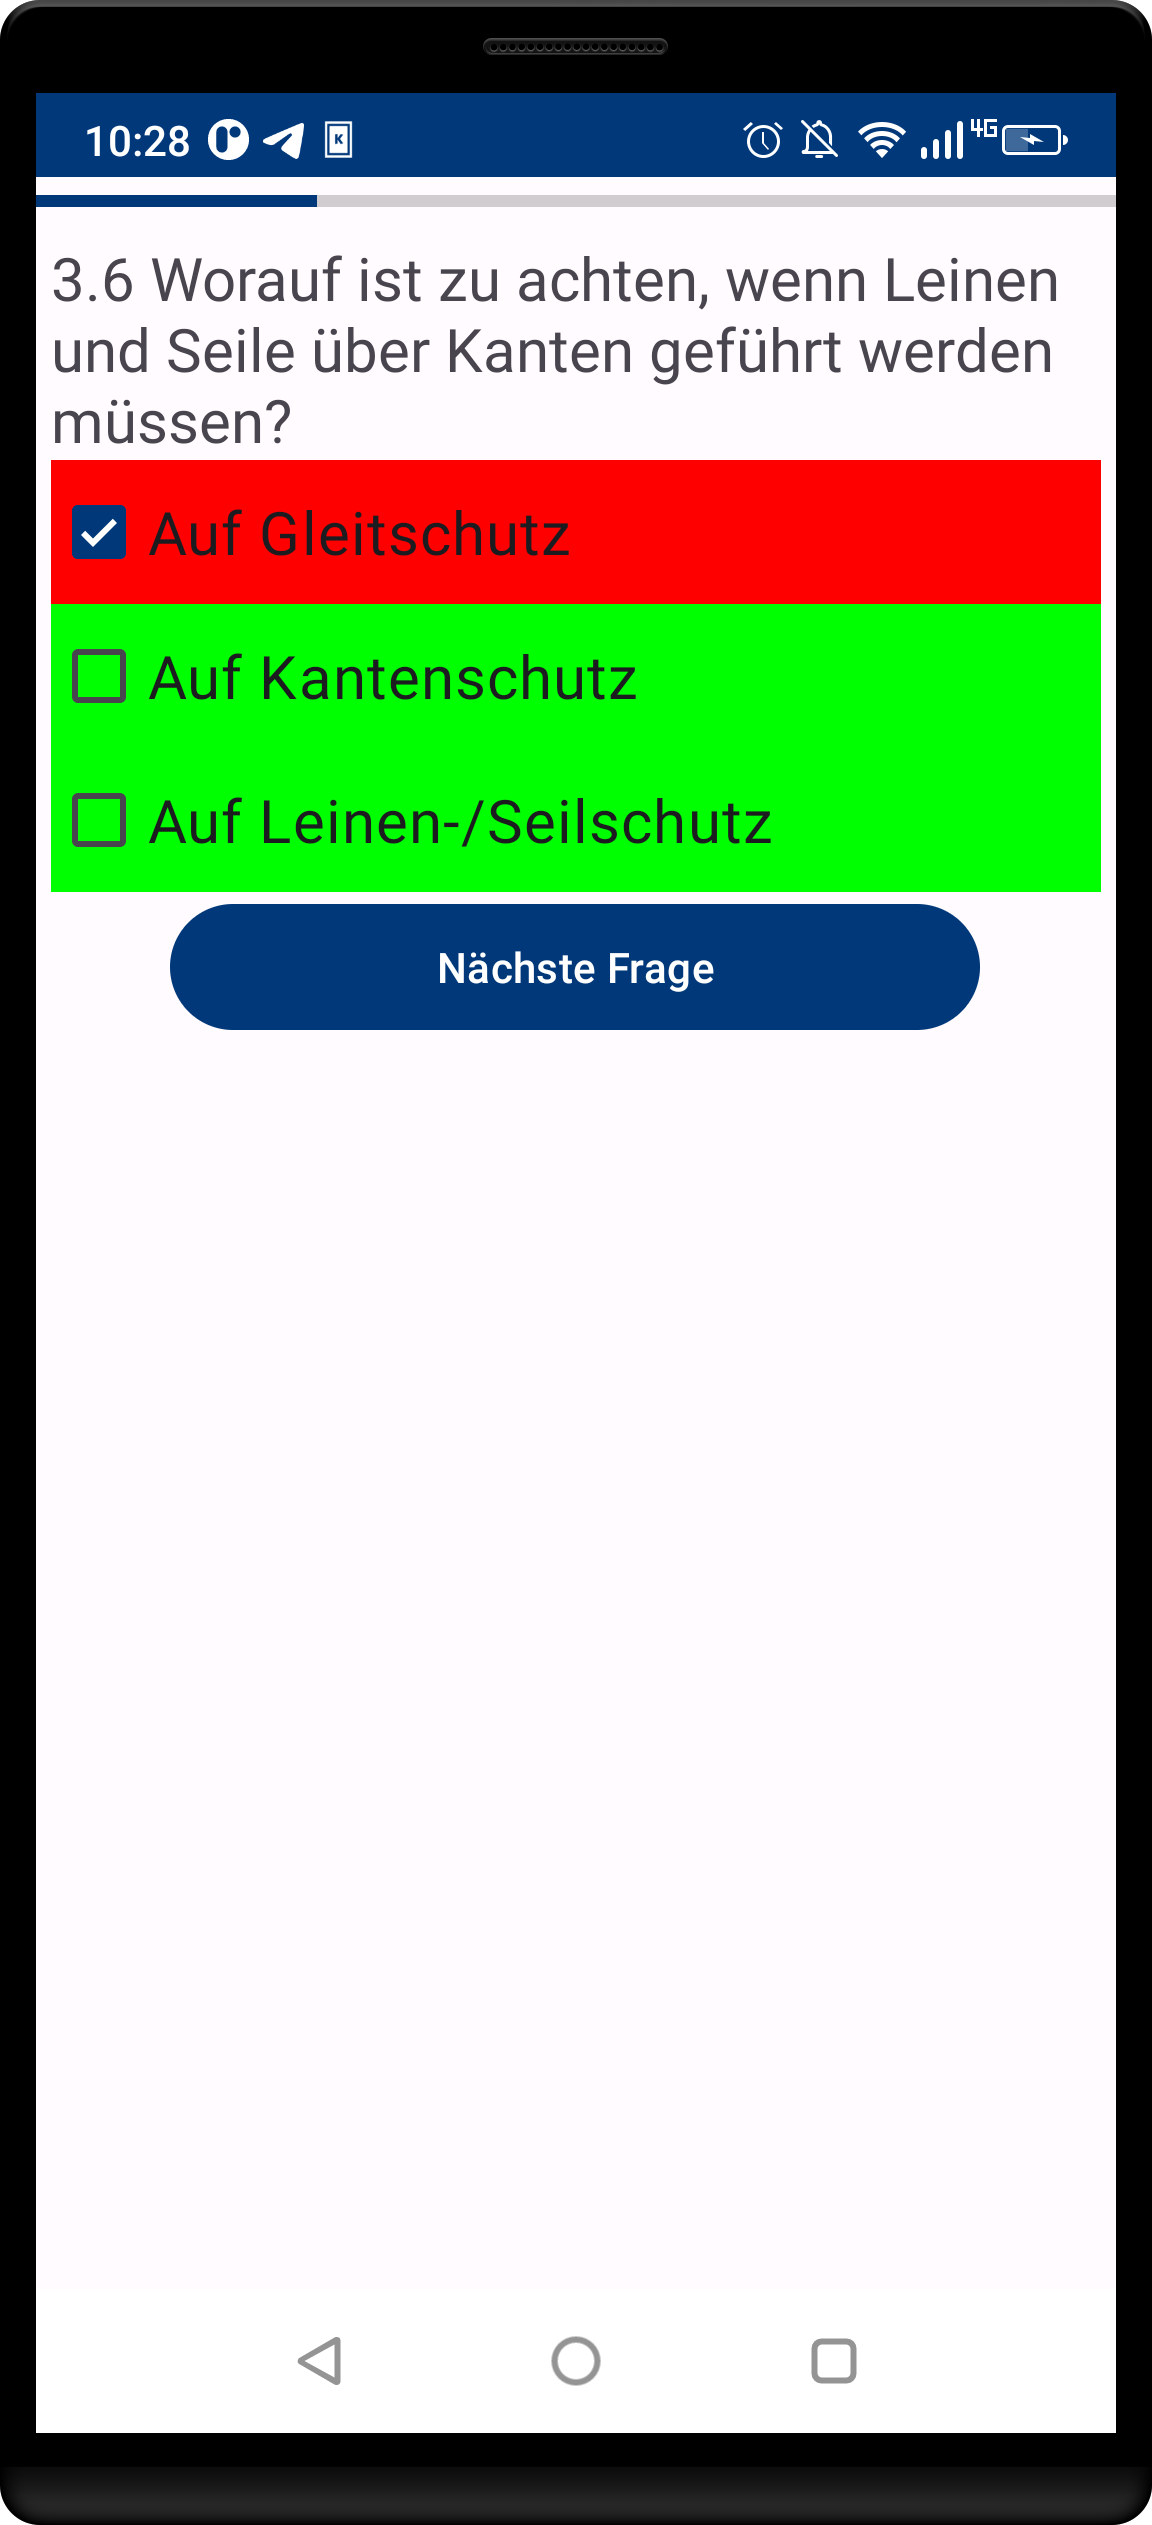 10:28
4G
3.6 Worauf ist zu achten, wenn Leinen
und Seile über Kanten geführt werden
müssen?
Auf Gleitschutz
Auf Kantenschutz
Auf Leinen-/Seilschutz
Nächste Frage